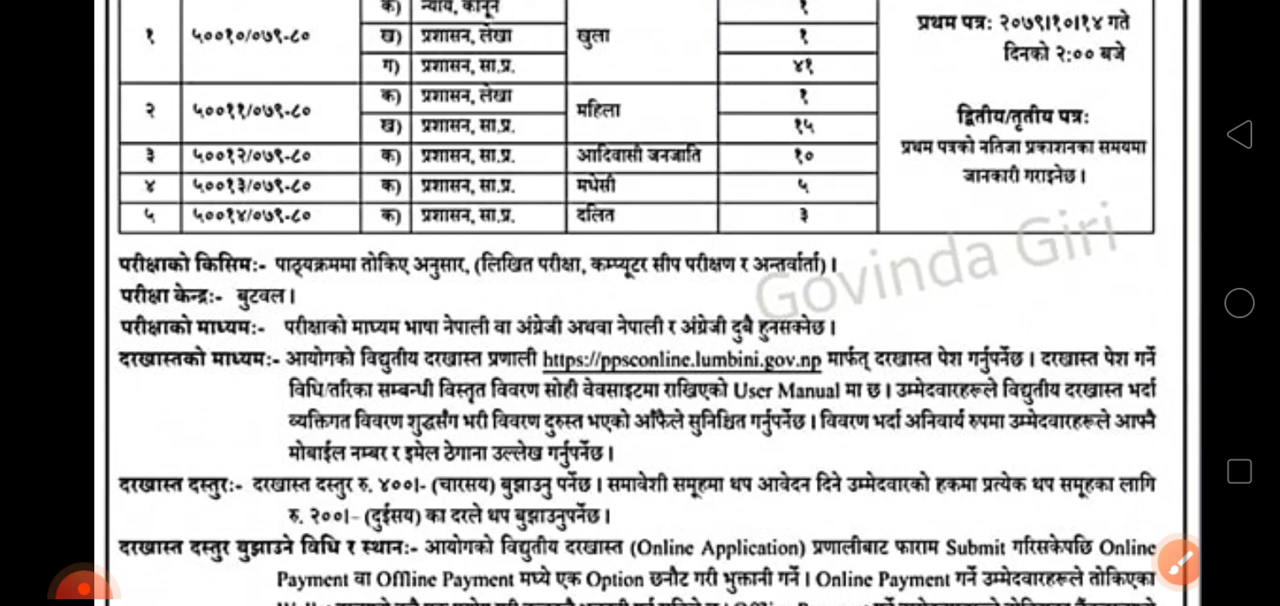 क) न्याय, कानून १
१ ५००१०/०७९-८० ख) प्रशासन, लेखा खुला १
ग) प्रशासन, सा.प्र. ४१
२ ५००११/०७९-८० क) प्रशासन, लेखा महिला १
ख) प्रशासन, सा.प्र. १५
३ ५००१२/०७९-८० क) प्रशासन, सा.प्र. आदिवासी जनजाति १०
४ ५००१३/०७९-८० क) प्रशासन, सा.प्र. मधेसी ५
५ ५००१४/०७९-८० क) प्रशासन, सा.प्र. दलित ३
प्रथम पत्र: २०७९।१०।१४ गते
दिनको २:०० बजे
द्वितीय/तृतीय पत्र:
प्रथम पत्रको नतिजा प्रकाशनका समयमा
जानकारी गराइनेछ।
Govinda Giri
परीक्षाको किसिम:- पाठ्यक्रममा तोकिए अनुसार, (लिखित परीक्षा, कम्प्यूटर सीप परीक्षण र अन्तर्वार्ता)।
परीक्षा केन्द्र:- बुटवल।
परीक्षाको माध्यम:- परीक्षाको माध्यम भाषा नेपाली वा अंग्रेजी अथवा नेपाली र अंग्रेजी दुबै हुनसक्नेछ।
दरखास्तको माध्यम:- आयोगको विद्युतीय दरखास्त प्रणाली https://ppsconline.lumbini.gov.np मार्फत् दरखास्त पेश गर्नुपर्नेछ। दरखास्त पेश गर्ने
विधि/तरिका सम्बन्धी विस्तृत विवरण सोही वेवसाइटमा राखिएको User Manual मा छ। उम्मेदवारहरूले विद्युतीय दरखास्त भर्दा
व्यक्तिगत विवरण शुद्धसँग भरी विवरण दुरुस्त भएको आफैँले सुनिश्चित गर्नुपर्नेछ। विवरण भर्दा अनिवार्य रुपमा उम्मेदवारहरूले आफ्नै
मोबाईल नम्बर र इमेल ठेगाना उल्लेख गर्नुपर्नेछ।
दरखास्त दस्तुर:- दरखास्त दस्तुर रु. ४००।- (चारसय) बुझाउनु पर्नेछ। समावेशी समूहमा थप आवेदन दिने उम्मेदवारको हकमा प्रत्येक थप समूहका लागि
रु. २००।- (दुईसय) का दरले थप बुझाउनुपर्नेछ।
दरखास्त दस्तुर बुझाउने विधि र स्थान:- आयोगको विद्युतीय दरखास्त (Online Application) प्रणालीबाट फाराम Submit गरिसकेपछि Online
Payment वा Offline Payment मध्ये एक Option छनौट गरी भुक्तानी गर्ने। Online Payment गर्ने उम्मेदवारहरूले तोकिएका